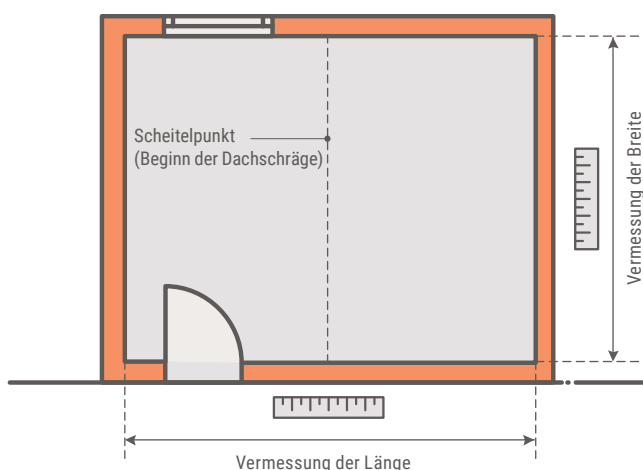 Scheitelpunkt
(Beginn der Dachschräge)
Vermessung der Breite
Vermessung der Länge